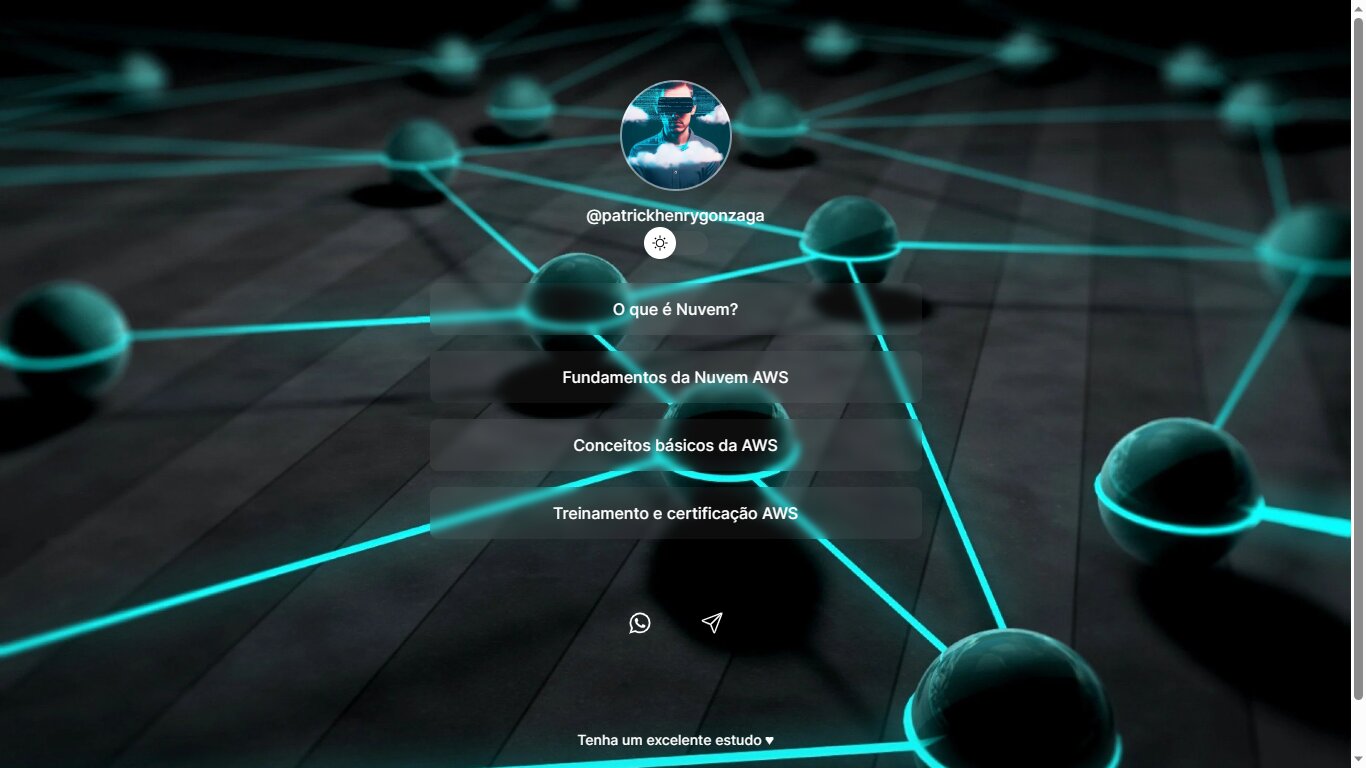 @patrickhenrygonzaga
O que é Nuvem?
Fundamentos da Nuvem AWS
Conceitos básicos da AWS
Treinamento e certificação AWS
Tenha um excelente estudo ♥